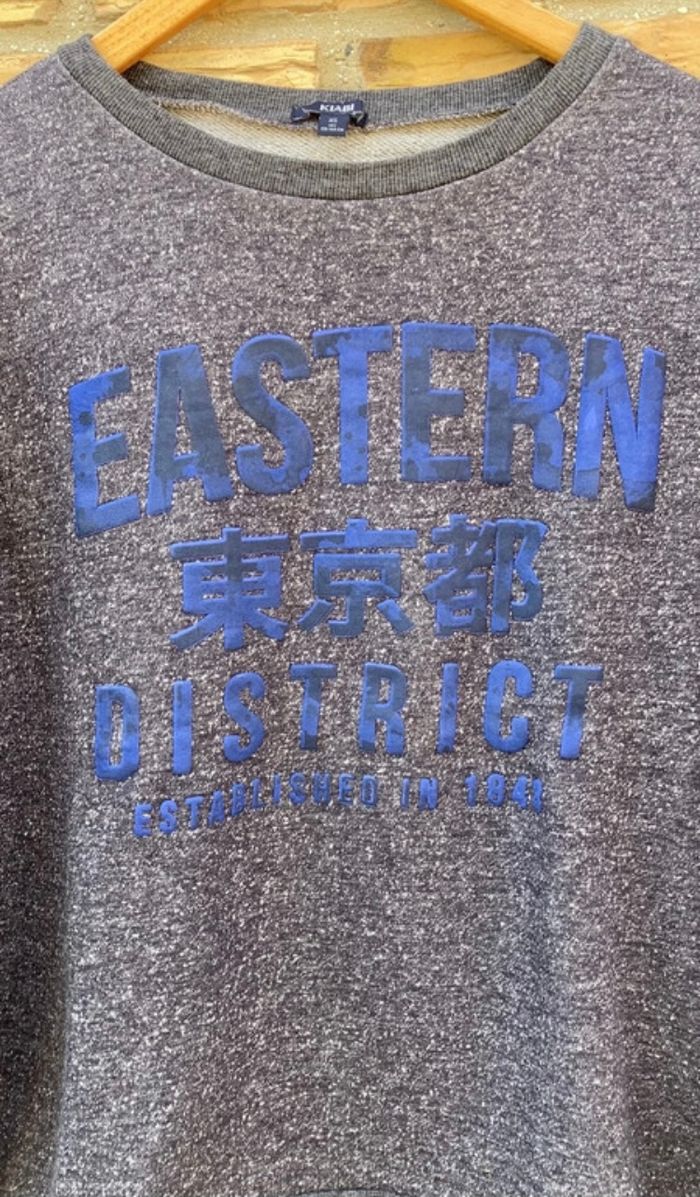 KIABI
EASTERN
東京都
DISTRICT
ESTABLISHED IN 1941